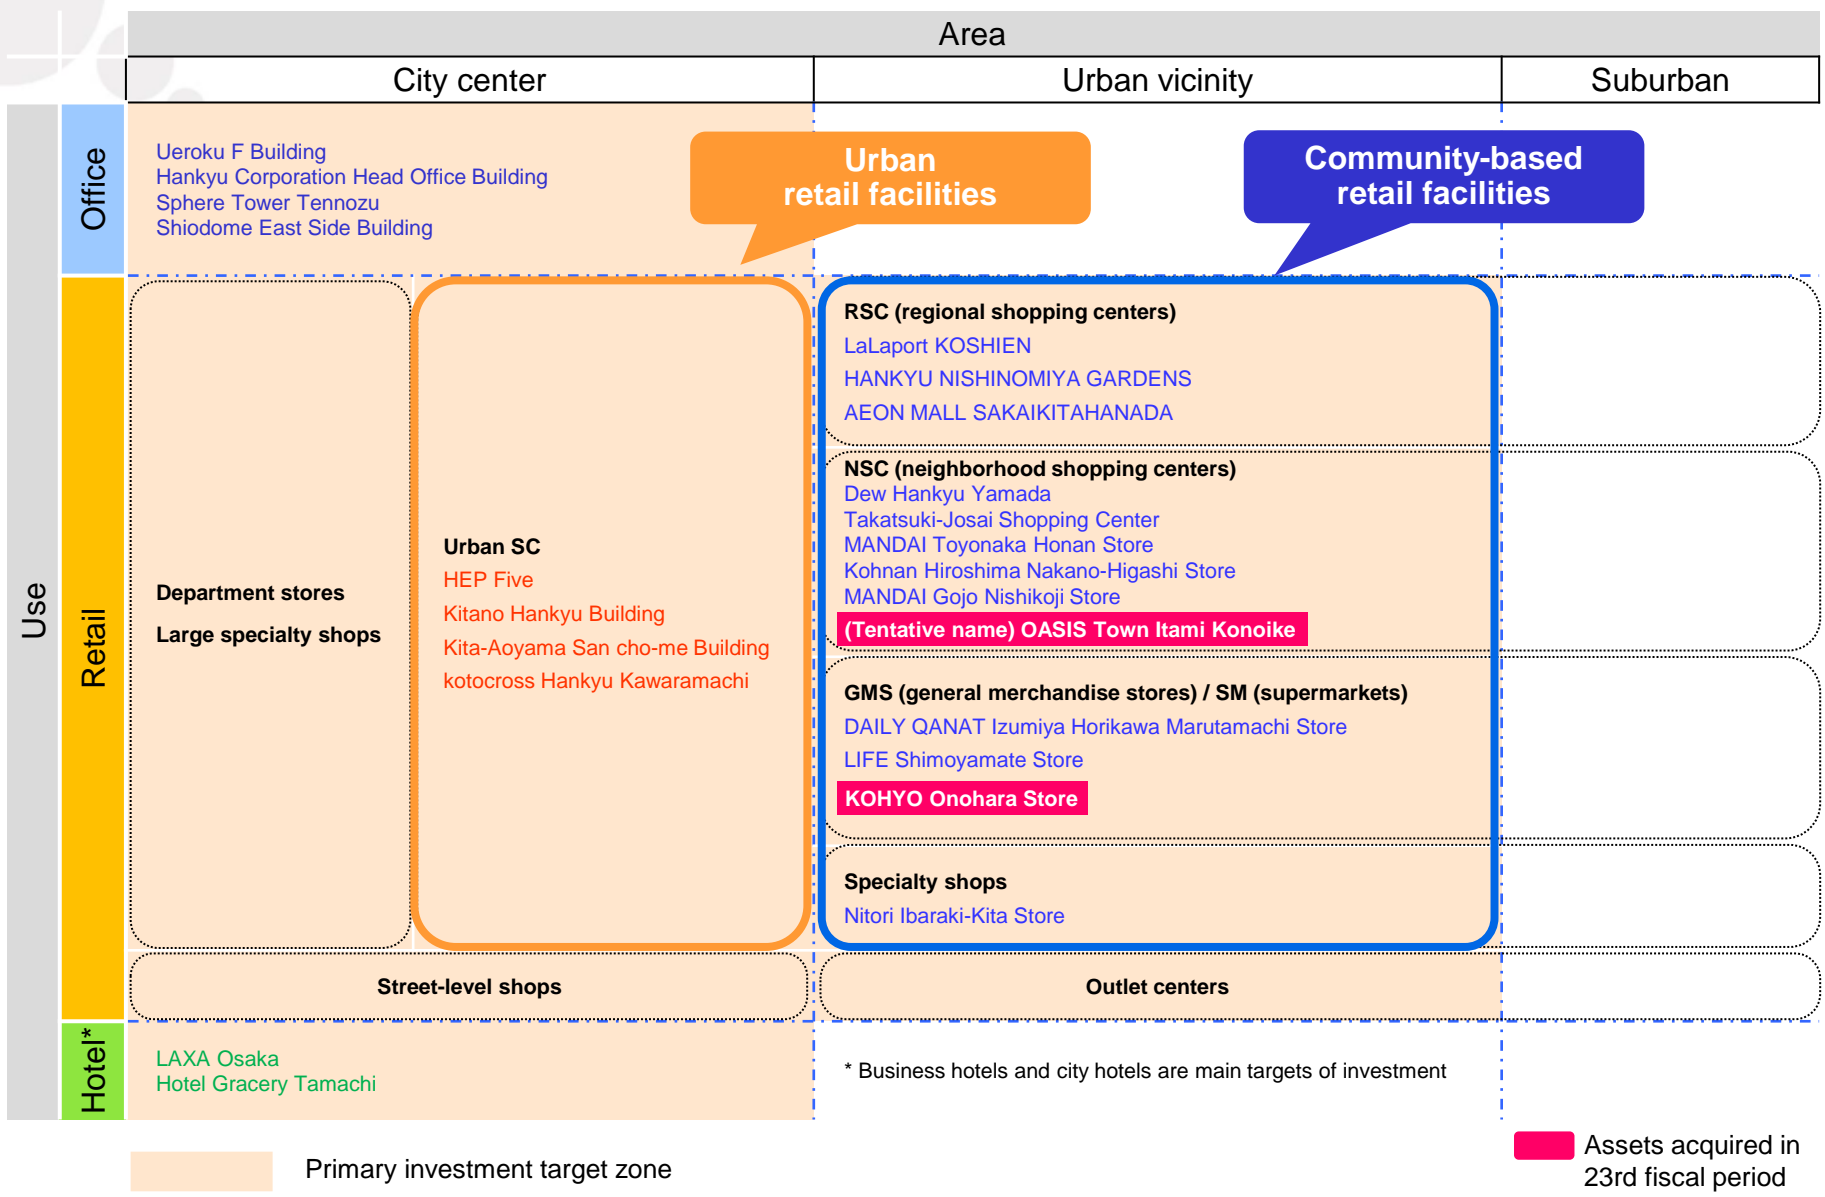 Area
City center
Urban vicinity
Suburban
Use
Office
Ueroku F Building
Hankyu Corporation Head Office Building
Sphere Tower Tennozu
Shiodome East Side Building
Urban
retail facilities
Community-based
retail facilities
Retail
Department stores
Large specialty shops
Urban SC
HEP Five
Kitano Hankyu Building
Kita-Aoyama San cho-me Building
kotocross Hankyu Kawaramachi
RSC (regional shopping centers)
LaLaport KOSHIEN
HANKYU NISHINOMIYA GARDENS
AEON MALL SAKAIKITAHANADA
NSC (neighborhood shopping centers)
Dew Hankyu Yamada
Takatsuki-Josai Shopping Center
MANDAI Toyonaka Honan Store
Kohnan Hiroshima Nakano-Higashi Store
MANDAI Gojo Nishikoji Store
(Tentative name) OASIS Town Itami Konoike
GMS (general merchandise stores) / SM (supermarkets)
DAILY QANAT Izumiya Horikawa Marutamachi Store
LIFE Shimoyamate Store
KOHYO Onohara Store
Specialty shops
Nitori Ibaraki-Kita Store
Street-level shops
Outlet centers
Hotel*
LAXA Osaka
Hotel Gracery Tamachi
* Business hotels and city hotels are main targets of investment
Primary investment target zone
Assets acquired in
23rd fiscal period